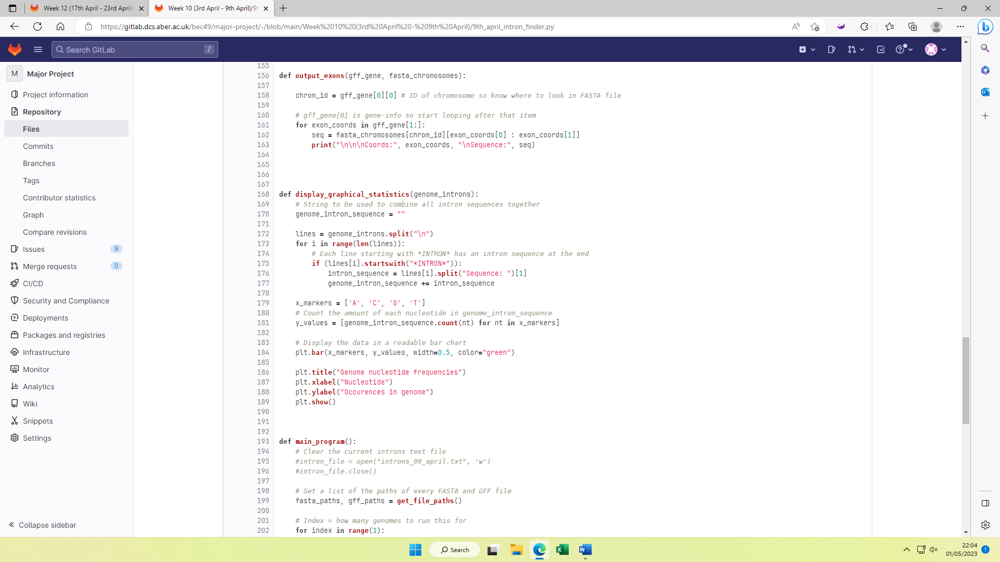 Week 12 (17th April - 23rd April)
Week 10 (3rd April - 9th April)/9t
https://gitlab.dcs.aber.ac.uk/bec49/major-project/-/blob/main/Week%2010%20(3rd%20April%20-%209th%20April)/9th_april_intron_finder.py
Search GitLab
/
M Major Project
Project information
Repository
Files
Commits
Branches
Tags
Contributor statistics
Graph
Compare revisions
Issues 9
Merge requests 0
CI/CD
Security and Compliance
Deployments
Packages and registries
Infrastructure
Monitor
Analytics
Wiki
Snippets
Settings
Collapse sidebar
155
156 def output_exons(gff_gene, fasta_chromosomes):
157
158     chrom_id = gff_gene[0][0] # ID of chromosome so know where to look in FASTA file
159
160     # gff_gene[0] is gene-info so start looping after that item
161     for exon_coords in gff_gene[1:]:
162         seq = fasta_chromosomes[chrom_id][exon_coords[0] : exon_coords[1]]
163         print("\n\n\nCoords:", exon_coords, "\nSequence:", seq)
164
165
166
167
168 def display_graphical_statistics(genome_introns):
169     # String to be used to combine all intron sequences together
170     genome_intron_sequence = ""
171
172     lines = genome_introns.split("\n")
173     for i in range(len(lines)):
174         # Each line starting with *INTRON* has an intron sequence at the end
175         if (lines[i].startswith("*INTRON*")):
176             intron_sequence = lines[i].split("Sequence: ")[1]
177             genome_intron_sequence += intron_sequence
178
179     x_markers = ['A', 'C', 'G', 'T']
180     # Count the amount of each nucleotide in genome_intron_sequence
181     y_values = [genome_intron_sequence.count(nt) for nt in x_markers]
182
183     # Display the data in a readable bar chart
184     plt.bar(x_markers, y_values, width=0.5, color="green")
185
186     plt.title("Genome nucleotide frequencies")
187     plt.xlabel("Nucleotide")
188     plt.ylabel("Occurences in genome")
189     plt.show()
190
191
192
193 def main_program():
194     # Clear the current introns text file
195     #intron_file = open("introns_09_april.txt", 'w')
196     #intron_file.close()
197
198     # Get a list of the paths of every FASTA and GFF file
199     fasta_paths, gff_paths = get_file_paths()
200
201     # Index = how many genomes to run this for
202     for index in range(1):
Search
22:04
01/05/2023
1